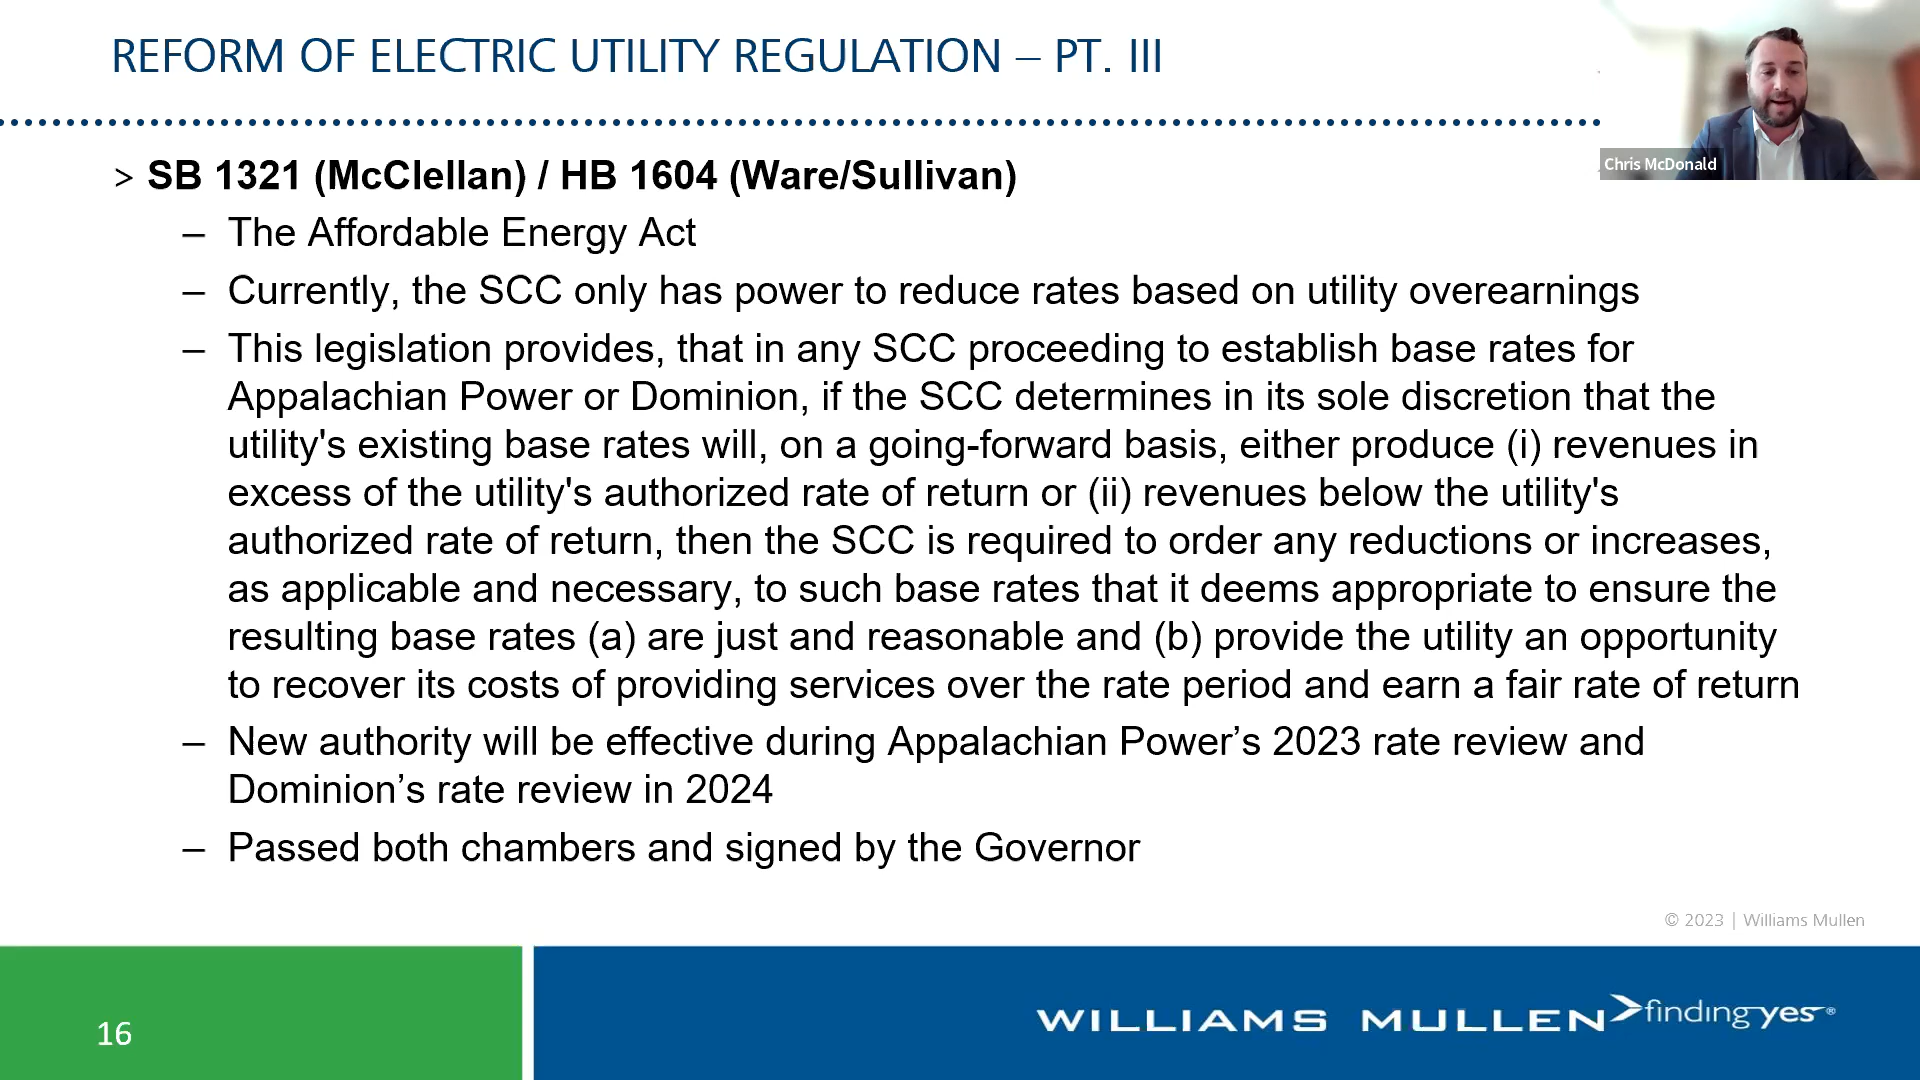 REFORM OF ELECTRIC UTILITY REGULATION – PT. III
Chris McDonald
> SB 1321 (McClellan) / HB 1604 (Ware/Sullivan)
– The Affordable Energy Act
– Currently, the SCC only has power to reduce rates based on utility overearnings
– This legislation provides, that in any SCC proceeding to establish base rates for
Appalachian Power or Dominion, if the SCC determines in its sole discretion that the
utility's existing base rates will, on a going-forward basis, either produce (i) revenues in
excess of the utility's authorized rate of return or (ii) revenues below the utility's
authorized rate of return, then the SCC is required to order any reductions or increases,
as applicable and necessary, to such base rates that it deems appropriate to ensure the
resulting base rates (a) are just and reasonable and (b) provide the utility an opportunity
to recover its costs of providing services over the rate period and earn a fair rate of return
– New authority will be effective during Appalachian Power’s 2023 rate review and
Dominion’s rate review in 2024
– Passed both chambers and signed by the Governor
© 2023 | Williams Mullen
16
WILLIAMS MULLEN finding yes®